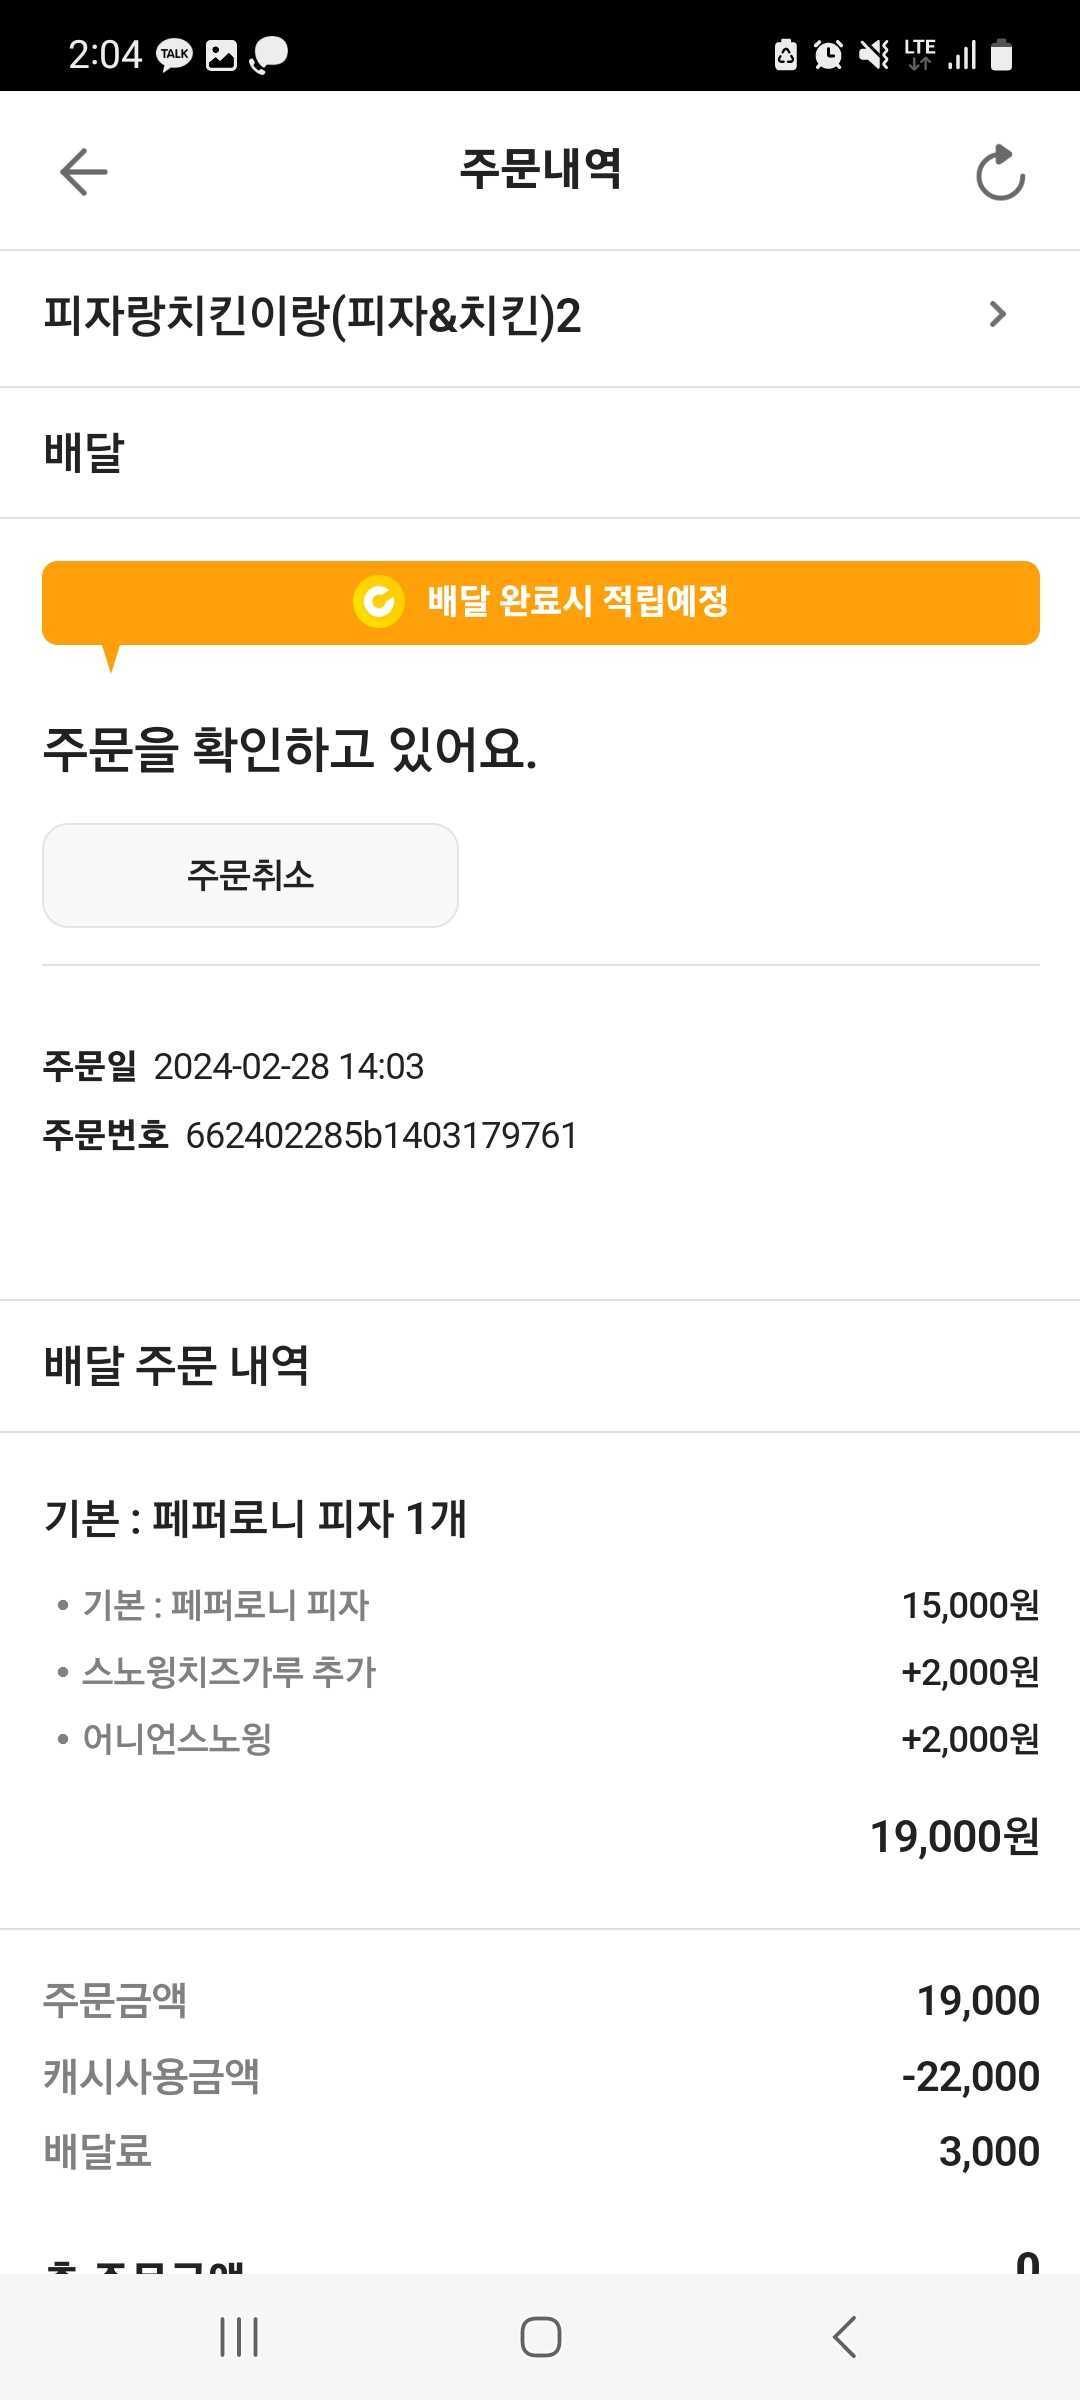 2:04 TALK LTE
주문내역
피자랑치킨이랑(피자&치킨)2
배달
배달 완료시 적립예정
주문을 확인하고 있어요.
주문취소
주문일 2024-02-28 14:03
주문번호 662402285b1403179761
배달 주문 내역
기본 : 페퍼로니 피자 1개
• 기본 : 페퍼로니 피자 15,000원
• 스노윙치즈가루 추가 +2,000원
• 어니언스노윙 +2,000원
19,000원
주문금액 19,000
캐시사용금액 -22,000
배달료 3,000
총 주문금액 0